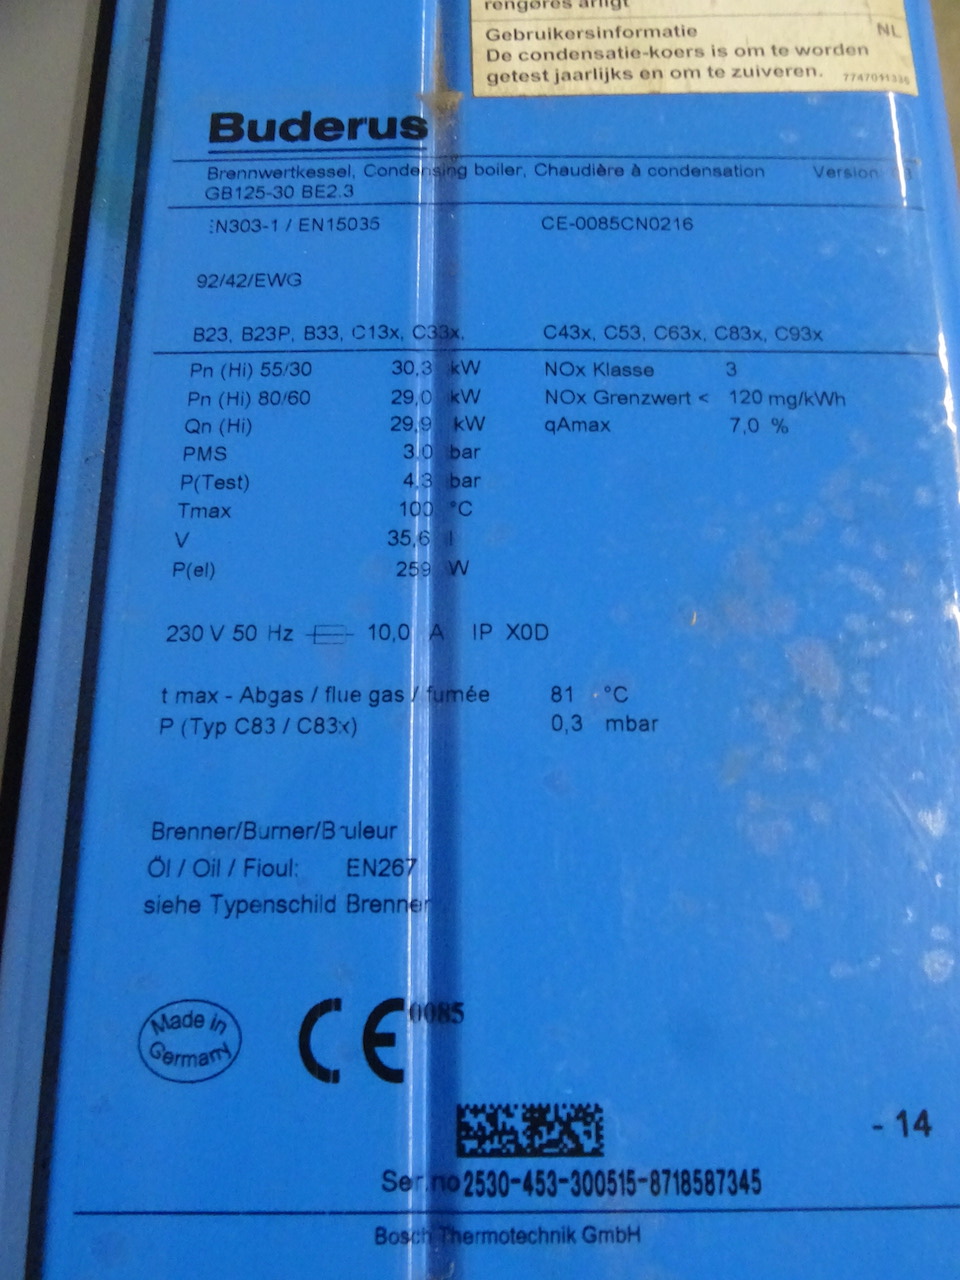 rengøres årligt
Gebruikersinformatie NL
De condensatie-koers is om te worden
getest jaarlijks en om te zuiveren. 7747011336
Buderus
Brennwertkessel, Condensing boiler, Chaudière à condensation Version
GB125-30 BE2.3
EN303-1 / EN15035 CE-0085CN0216
92/42/EWG
B23, B23P, B33, C13x, C33x, C43x, C53, C63x, C83x, C93x
Pn (Hi) 55/30 30,3 kW NOx Klasse 3
Pn (Hi) 80/60 29,0 kW NOx Grenzwert < 120 mg/kWh
Qn (Hi) 29,9 kW qAmax 7,0 %
PMS 3.0 bar
P(Test) 4.3 bar
Tmax 100 °C
V 35,6 l
P(el) 259 W
230 V 50 Hz 10,0 A IP X0D
t max - Abgas / flue gas / fumée 81 °C
P (Typ C83 / C83x) 0,3 mbar
Brenner/Burner/Bruleur
Öl / Oil / Fioul: EN267
siehe Typenschild Brenner
Made in
Germany
CE 0085
- 14
Ser.no 2530-453-300515-8718587345
Bosch Thermotechnik GmbH